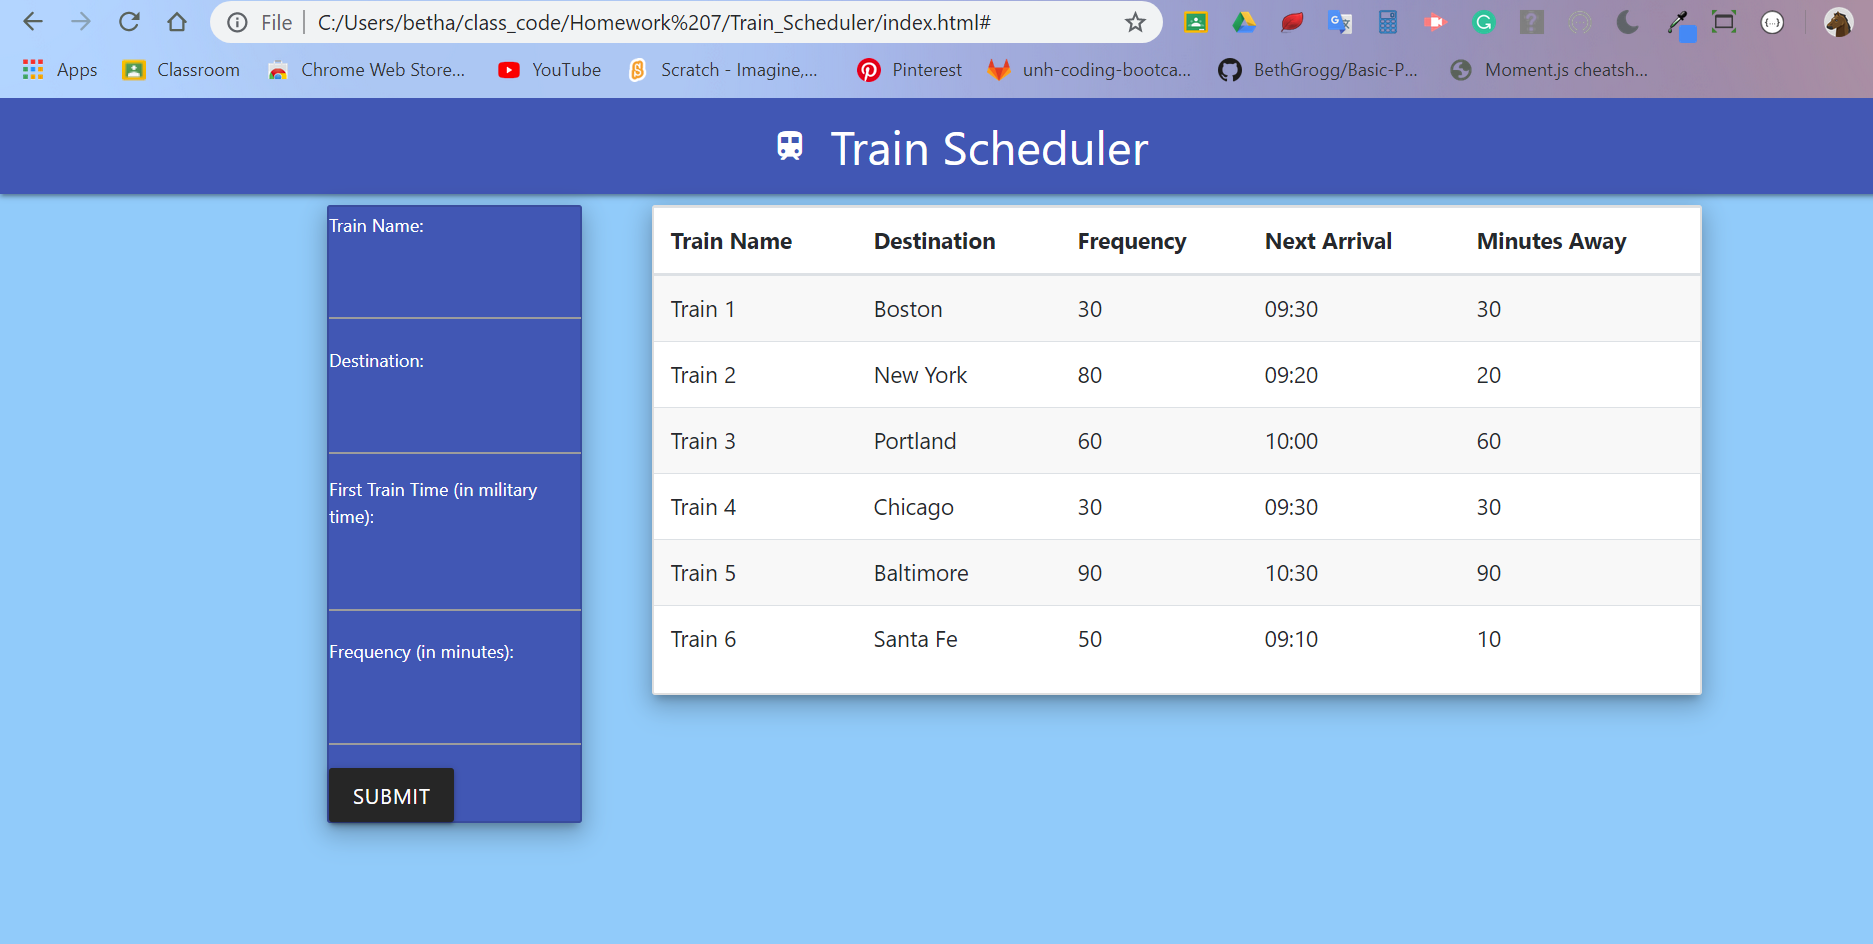 File C:/Users/betha/class_code/Homework%207/Train_Scheduler/index.html#
Apps Classroom Chrome Web Store... YouTube Scratch - Imagine,... Pinterest unh-coding-bootca... BethGrogg/Basic-P... Moment.js cheatsh...
Train Scheduler
Train Name:
Destination:
First Train Time (in military
time):
Frequency (in minutes):
SUBMIT
Train Name Destination Frequency Next Arrival Minutes Away
Train 1 Boston 30 09:30 30
Train 2 New York 80 09:20 20
Train 3 Portland 60 10:00 60
Train 4 Chicago 30 09:30 30
Train 5 Baltimore 90 10:30 90
Train 6 Santa Fe 50 09:10 10